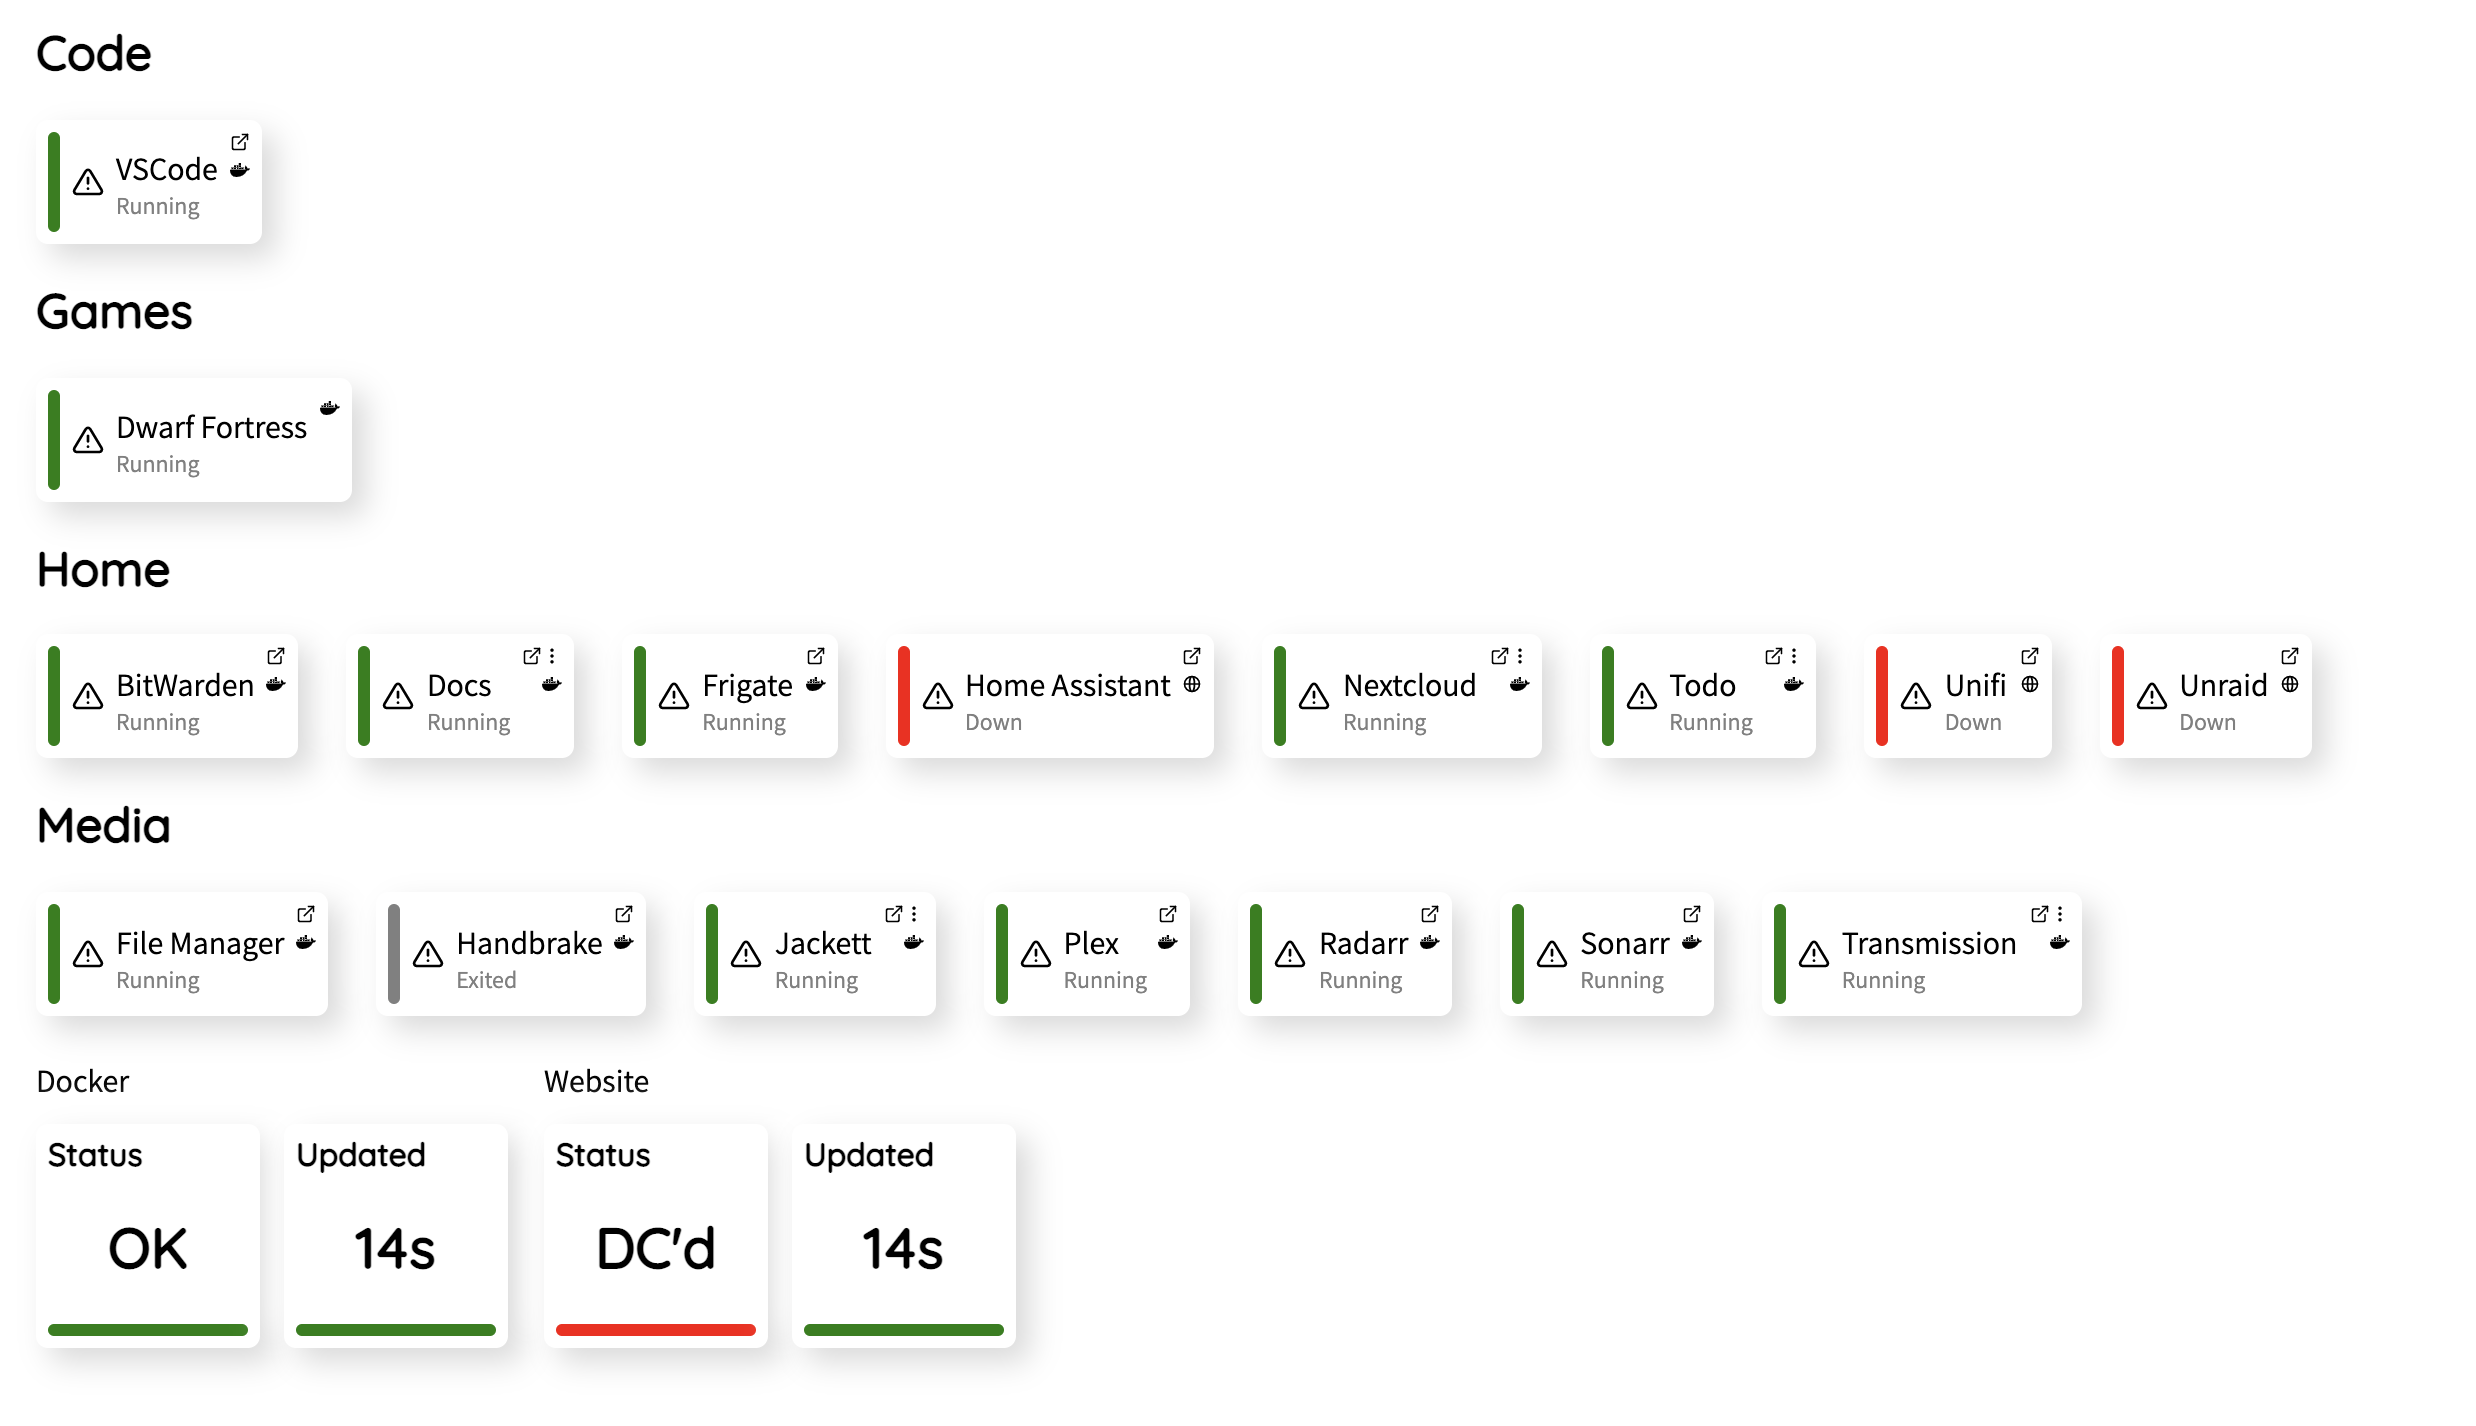 Code
VSCode
Running
Games
Dwarf Fortress
Running
Home
BitWarden
Running
Docs
Running
Frigate
Running
Home Assistant
Down
Nextcloud
Running
Todo
Running
Unifi
Down
Unraid
Down
Media
File Manager
Running
Handbrake
Exited
Jackett
Running
Plex
Running
Radarr
Running
Sonarr
Running
Transmission
Running
Docker
Status
OK
Updated
14s
Website
Status
DC'd
Updated
14s